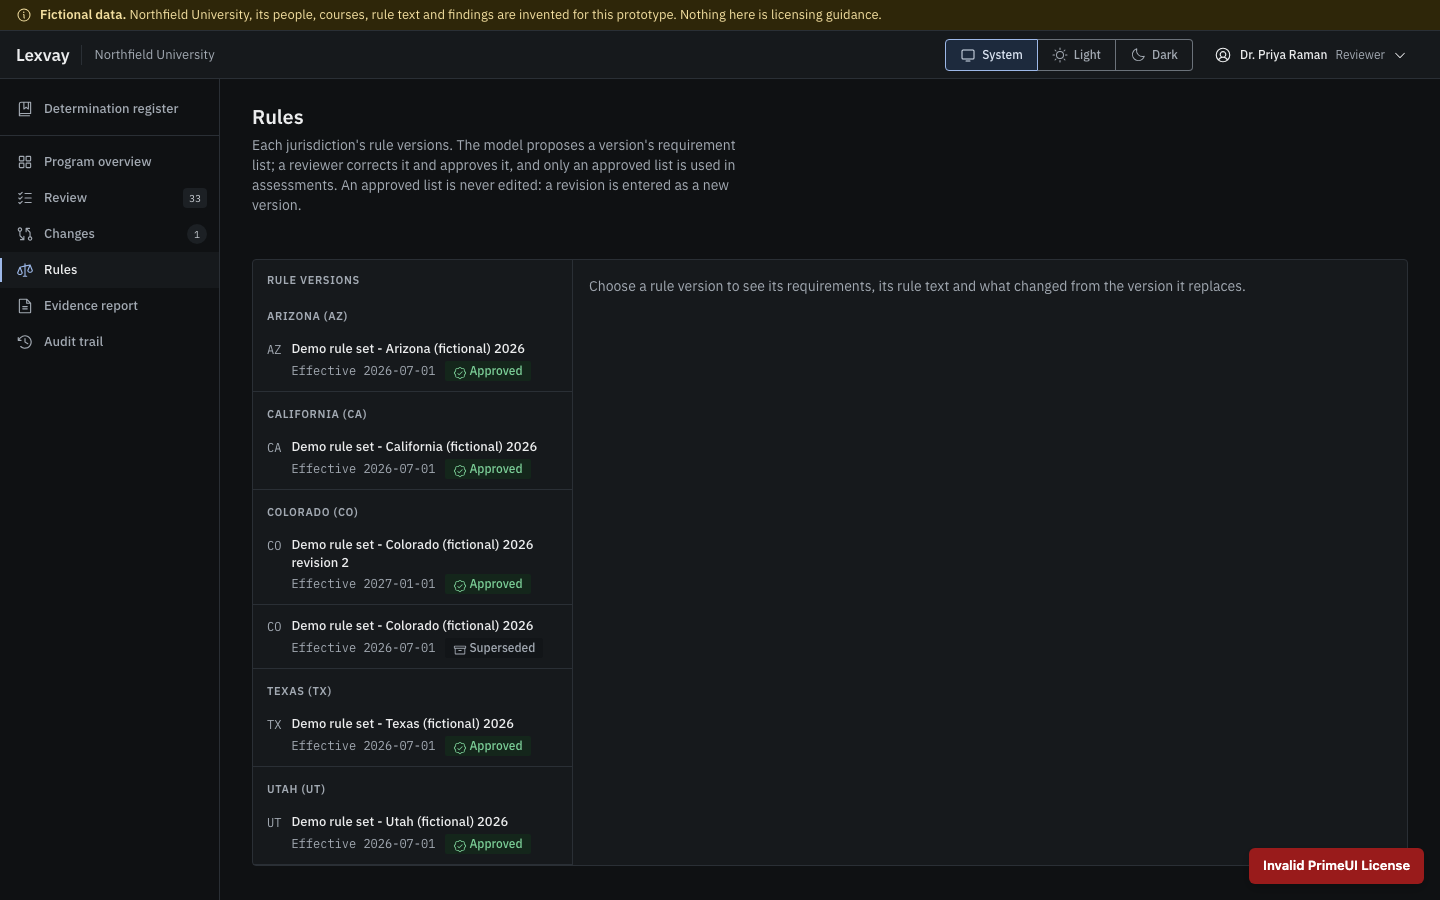 Fictional data. Northfield University, its people, courses, rule text and findings are invented for this prototype. Nothing here is licensing guidance.
Lexvay
Northfield University
System
Light
Dark
Dr. Priya Raman Reviewer
Determination register
Program overview
Review 33
Changes 1
Rules
Evidence report
Audit trail
Rules
Each jurisdiction's rule versions. The model proposes a version's requirement
list; a reviewer corrects it and approves it, and only an approved list is used in
assessments. An approved list is never edited: a revision is entered as a new
version.
RULE VERSIONS
ARIZONA (AZ)
AZ Demo rule set - Arizona (fictional) 2026
Effective 2026-07-01 Approved
CALIFORNIA (CA)
CA Demo rule set - California (fictional) 2026
Effective 2026-07-01 Approved
COLORADO (CO)
CO Demo rule set - Colorado (fictional) 2026
revision 2
Effective 2027-01-01 Approved
CO Demo rule set - Colorado (fictional) 2026
Effective 2026-07-01 Superseded
TEXAS (TX)
TX Demo rule set - Texas (fictional) 2026
Effective 2026-07-01 Approved
UTAH (UT)
UT Demo rule set - Utah (fictional) 2026
Effective 2026-07-01 Approved
Choose a rule version to see its requirements, its rule text and what changed from the version it replaces.
Invalid PrimeUI License